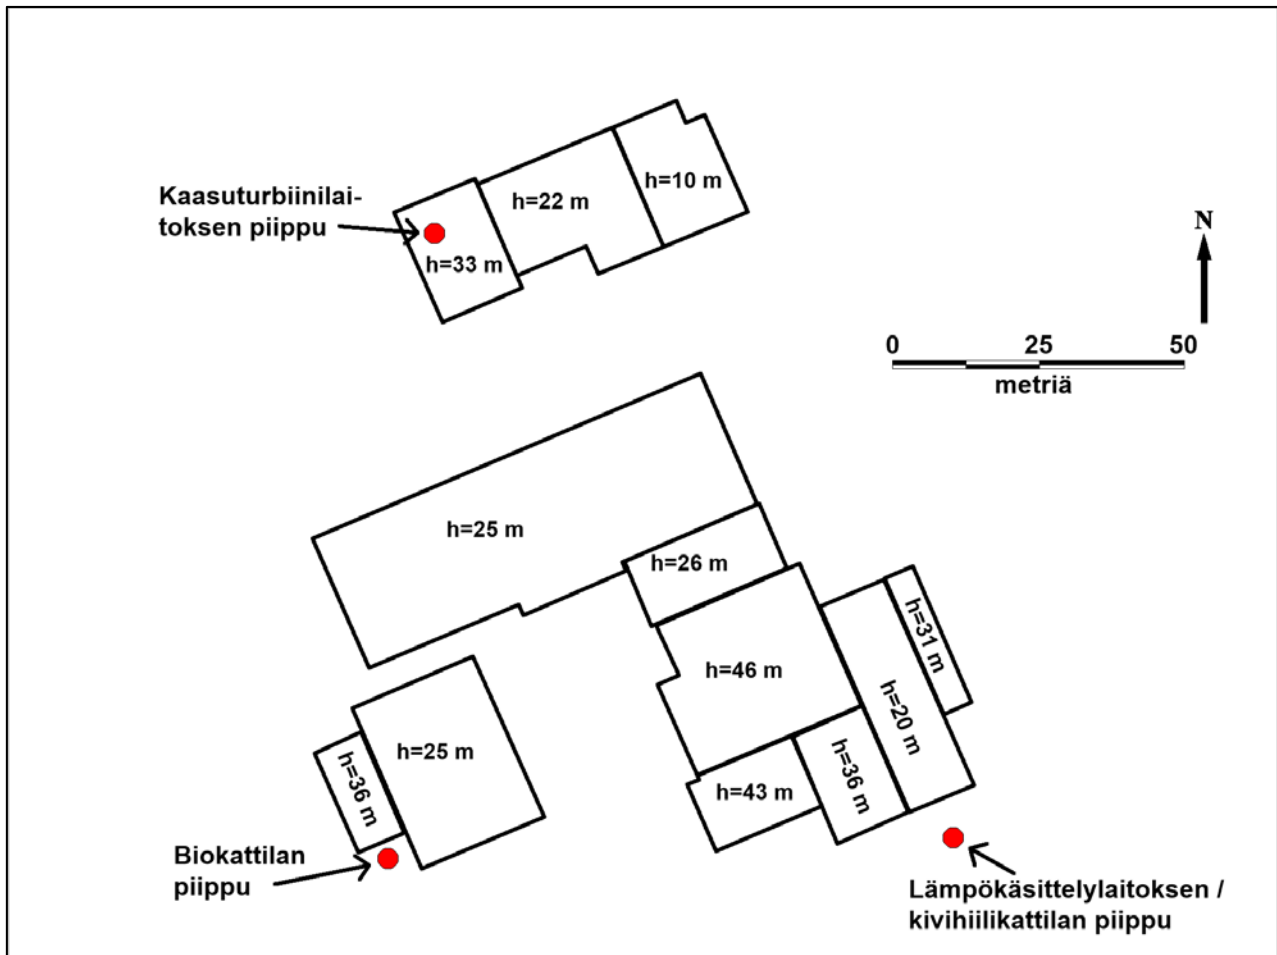 h=10 m
Kaasuturbiinilai-
toksen piippu
h=22 m
h=33 m
N
0 25 50
metriä
h=25 m
h=26 m
h=31 m
h=46 m
h=20 m
h=25 m
h=36 m
h=43 m
h=36 m
Biokattilan
piippu
Lämpökäsittelylaitoksen /
kivihiilikattilan piippu